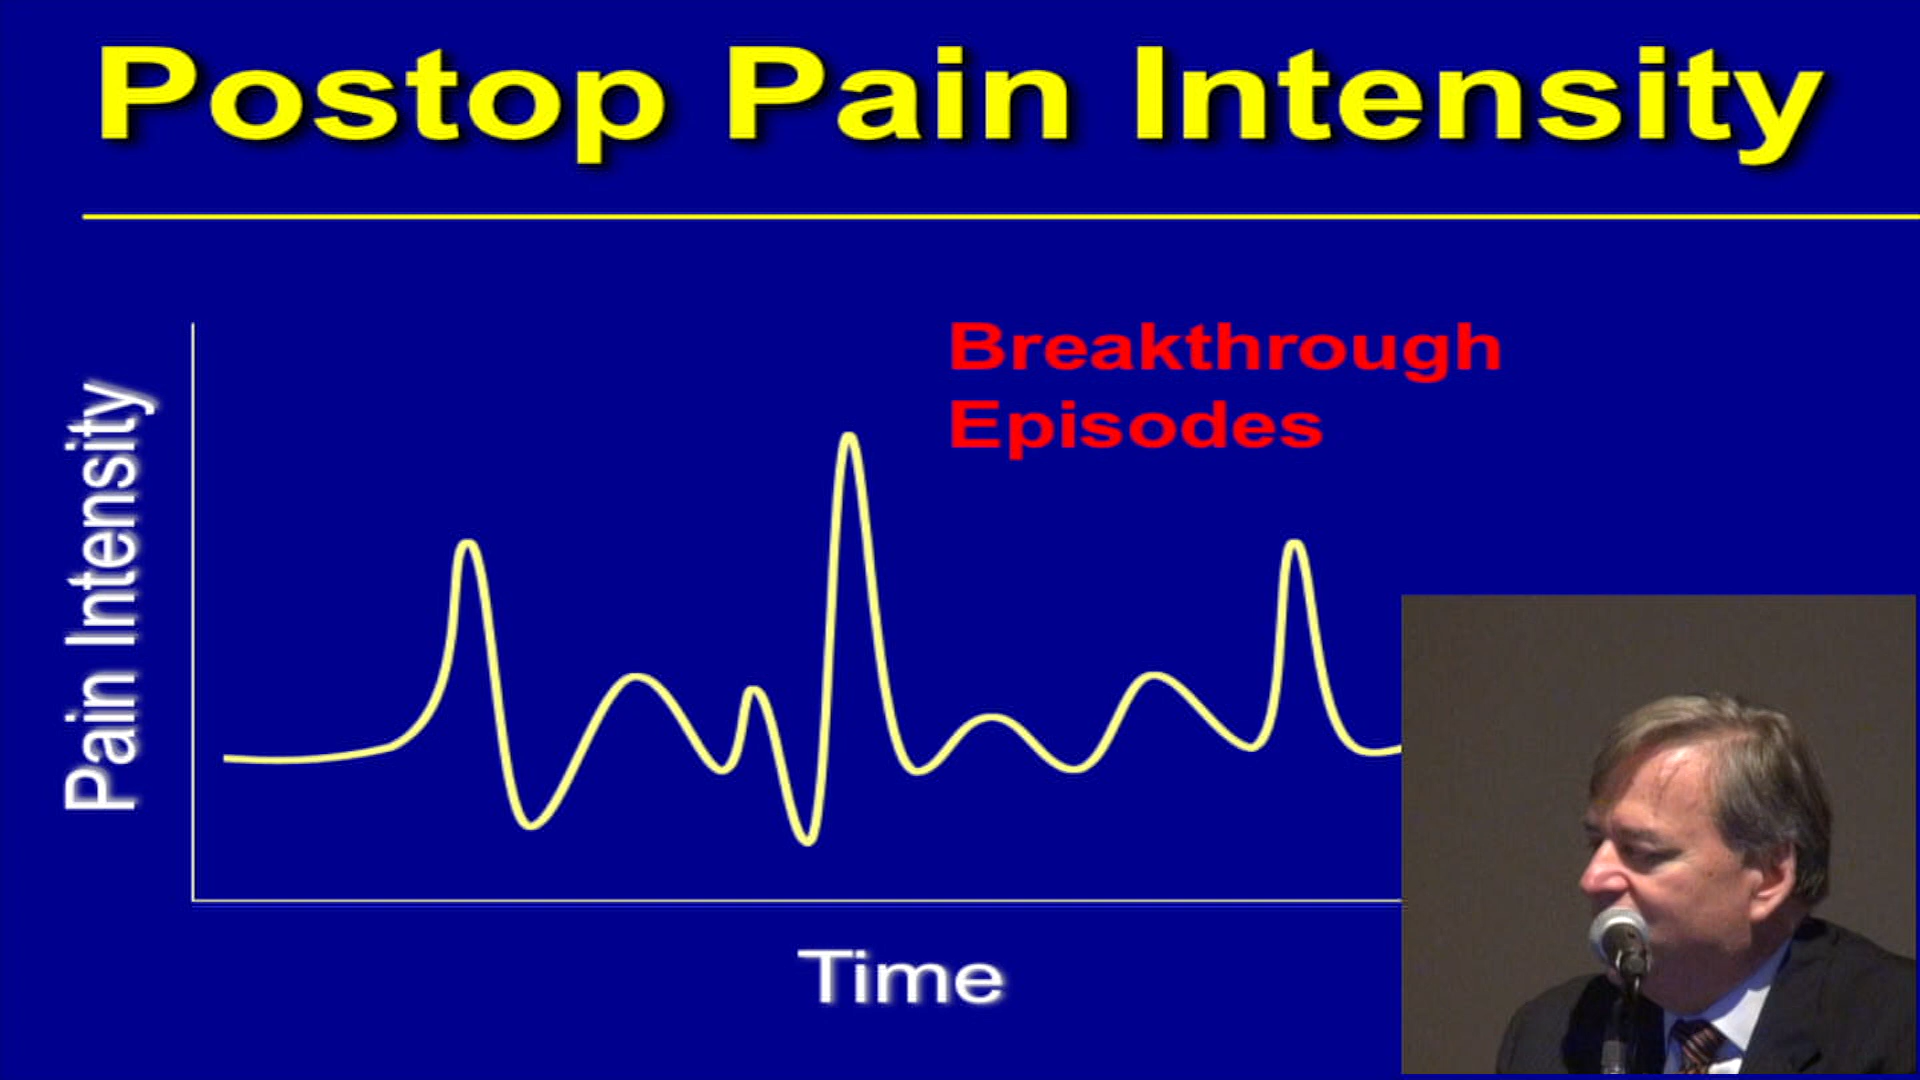 Postop Pain Intensity
Breakthrough
Episodes
Pain Intensity
Time